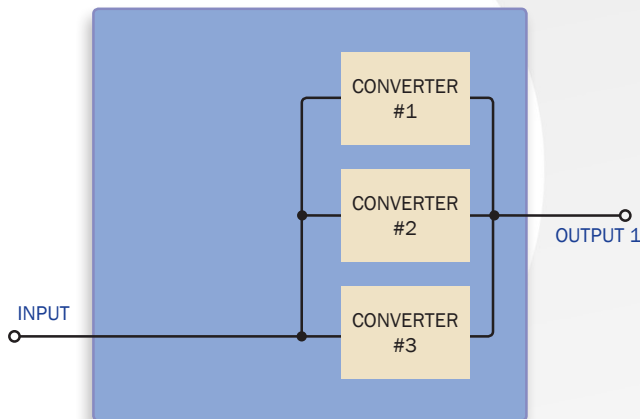 CONVERTER
#1
CONVERTER
#2
OUTPUT 1
INPUT
CONVERTER
#3